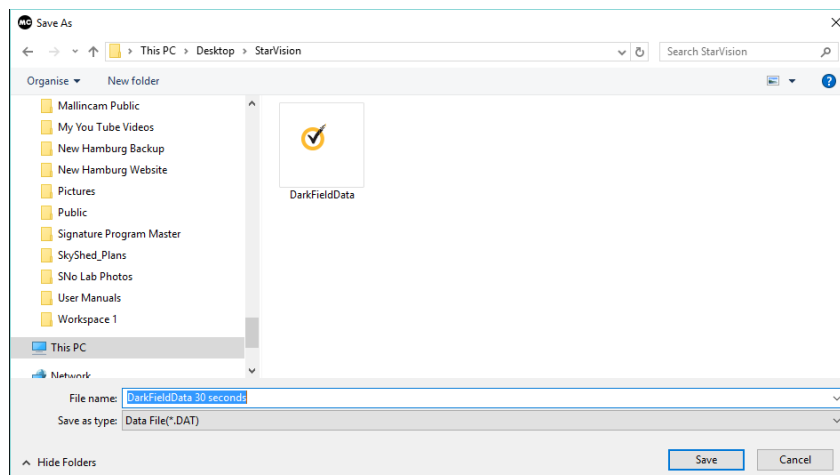 MC Save As
This PC > Desktop > StarVision
Search StarVision
Organise
New folder
Mallincam Public
My You Tube Videos
New Hamburg Backup
New Hamburg Website
Pictures
Public
Signature Program Master
SkyShed_Plans
SNo Lab Photos
User Manuals
Workspace 1
This PC
Network
DarkFieldData
File name: DarkFieldData 30 seconds
Save as type: Data File(*.DAT)
Hide Folders
Save
Cancel